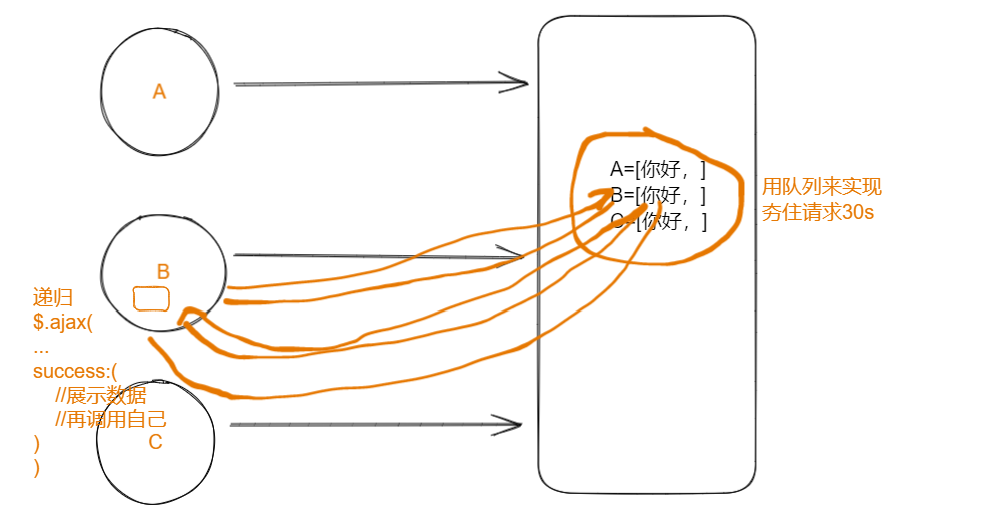 A
A=[你好，]
B=[你好，]
C=[你好，]
用队列来实现
夯住请求30s
B
递归
$.ajax(
...
success:(
//展示数据
//再调用自己
)
)
C